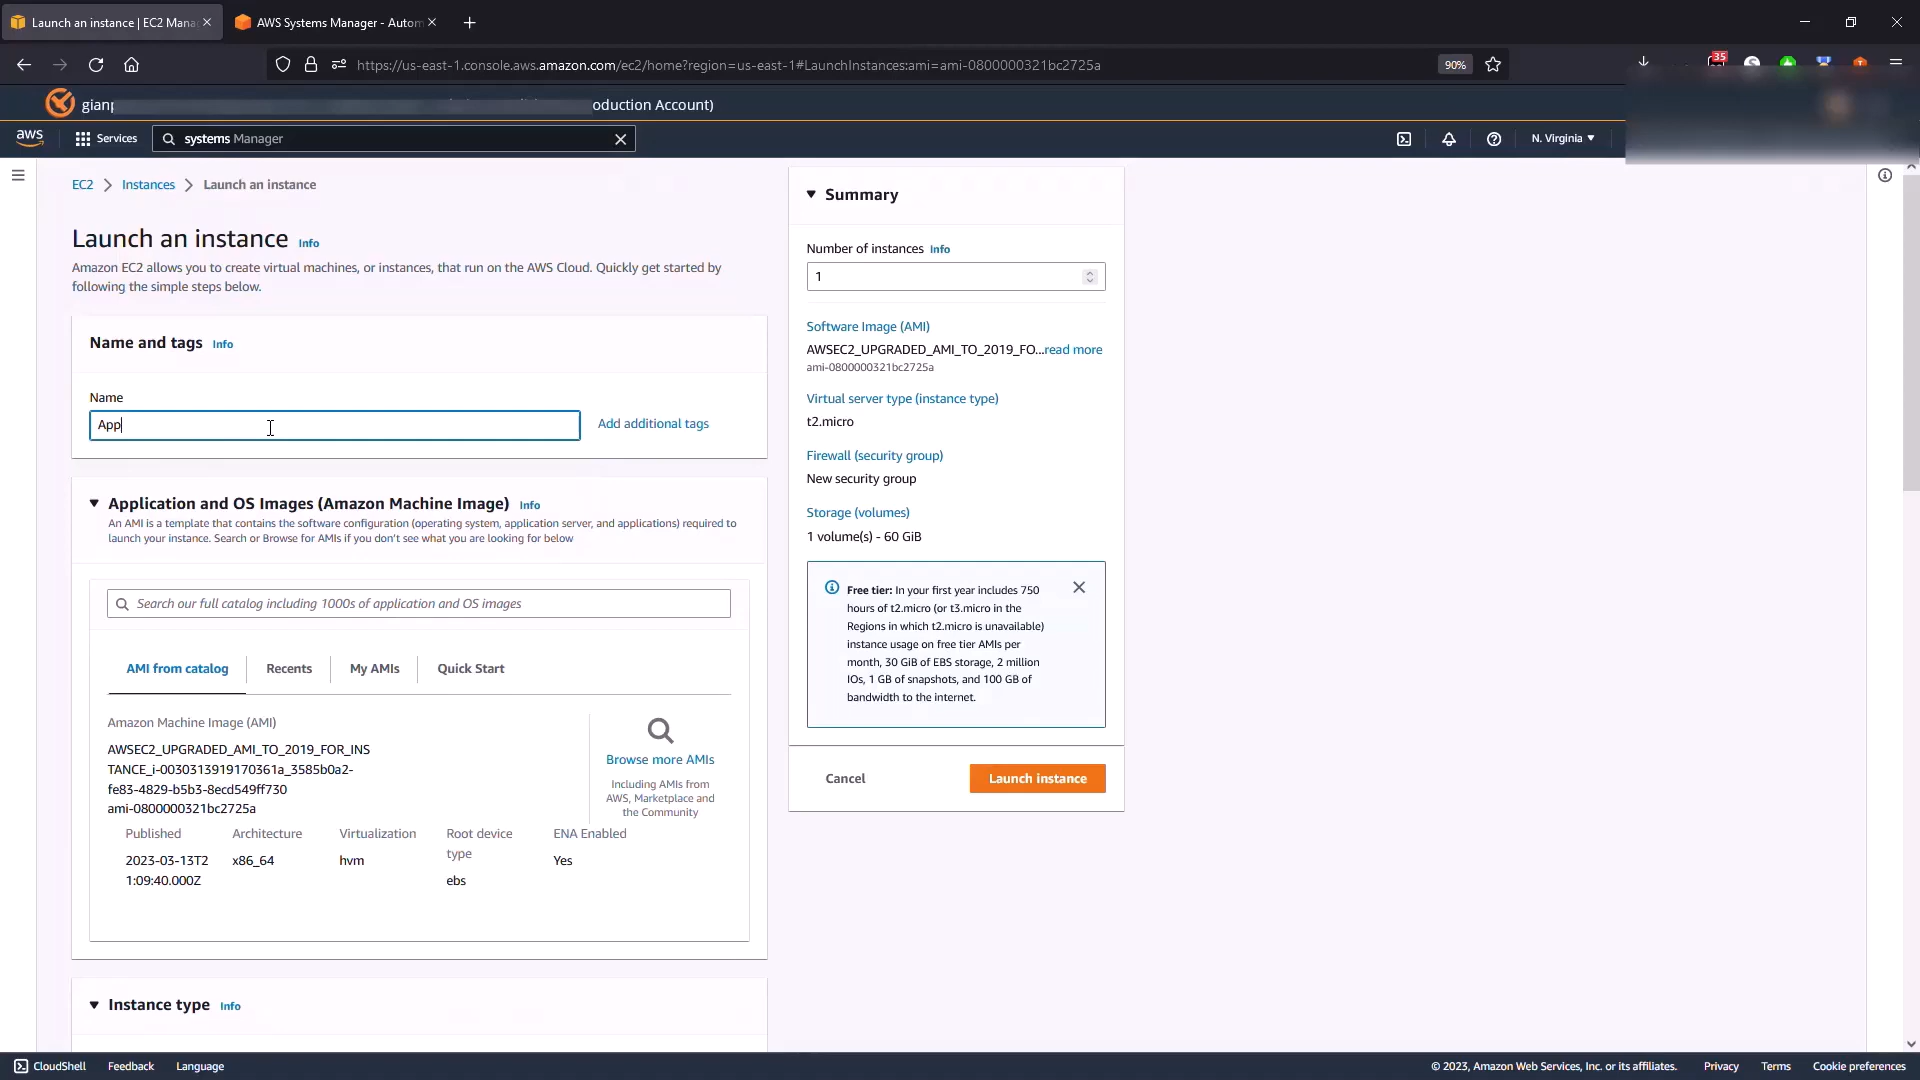 Launch an instance | EC2 Mana
AWS Systems Manager - Autom
https://us-east-1.console.aws.amazon.com/ec2/home?region=us-east-1#LaunchInstances:ami=ami-0800000321bc2725a
90%
35
oduction Account)
aws
Services
systems Manager
N. Virginia
EC2
Instances
Launch an instance
Launch an instance Info
Amazon EC2 allows you to create virtual machines, or instances, that run on the AWS Cloud. Quickly get started by
following the simple steps below.
Name and tags Info
Name
App
Add additional tags
Application and OS Images (Amazon Machine Image) Info
An AMI is a template that contains the software configuration (operating system, application server, and applications) required to
launch your instance. Search or Browse for AMIs if you don't see what you are looking for below
Search our full catalog including 1000s of application and OS images
AMI from catalog
Recents
My AMIs
Quick Start
Amazon Machine Image (AMI)
AWSEC2_UPGRADED_AMI_TO_2019_FOR_INS
TANCE_i-0030313919170361a_3585b0a2-
fe83-4829-b5b3-8ecd549ff730
ami-0800000321bc2725a
Browse more AMIs
Including AMIs from
AWS, Marketplace and
the Community
Published
2023-03-13T2
1:09:40.000Z
Architecture
x86_64
Virtualization
hvm
Root device
type
ebs
ENA Enabled
Yes
Instance type Info
Summary
Number of instances Info
1
Software Image (AMI)
AWSEC2_UPGRADED_AMI_TO_2019_FO...read more
ami-0800000321bc2725a
Virtual server type (instance type)
t2.micro
Firewall (security group)
New security group
Storage (volumes)
1 volume(s) - 60 GiB
Free tier: In your first year includes 750
hours of t2.micro (or t3.micro in the
Regions in which t2.micro is unavailable)
instance usage on free tier AMIs per
month, 30 GiB of EBS storage, 2 million
IOs, 1 GB of snapshots, and 100 GB of
bandwidth to the internet.
Cancel
Launch instance
CloudShell
Feedback
Language
© 2023, Amazon Web Services, Inc. or its affiliates.
Privacy
Terms
Cookie preferences